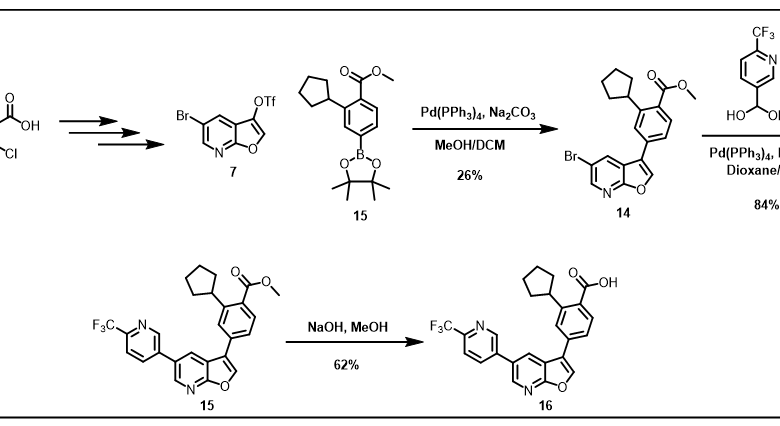 O
OH
Cl
Br
N
O
OTf
7
O
O
B
O
O
15
Pd(PPh3)4, Na2CO3
MeOH/DCM
26%
O
O
Br
N
O
14
CF3
N
HO
Pd(PPh3)4,
Dioxane/
84%
F3C
N
N
O
O
O
15
NaOH, MeOH
62%
F3C
N
N
O
O
OH
16